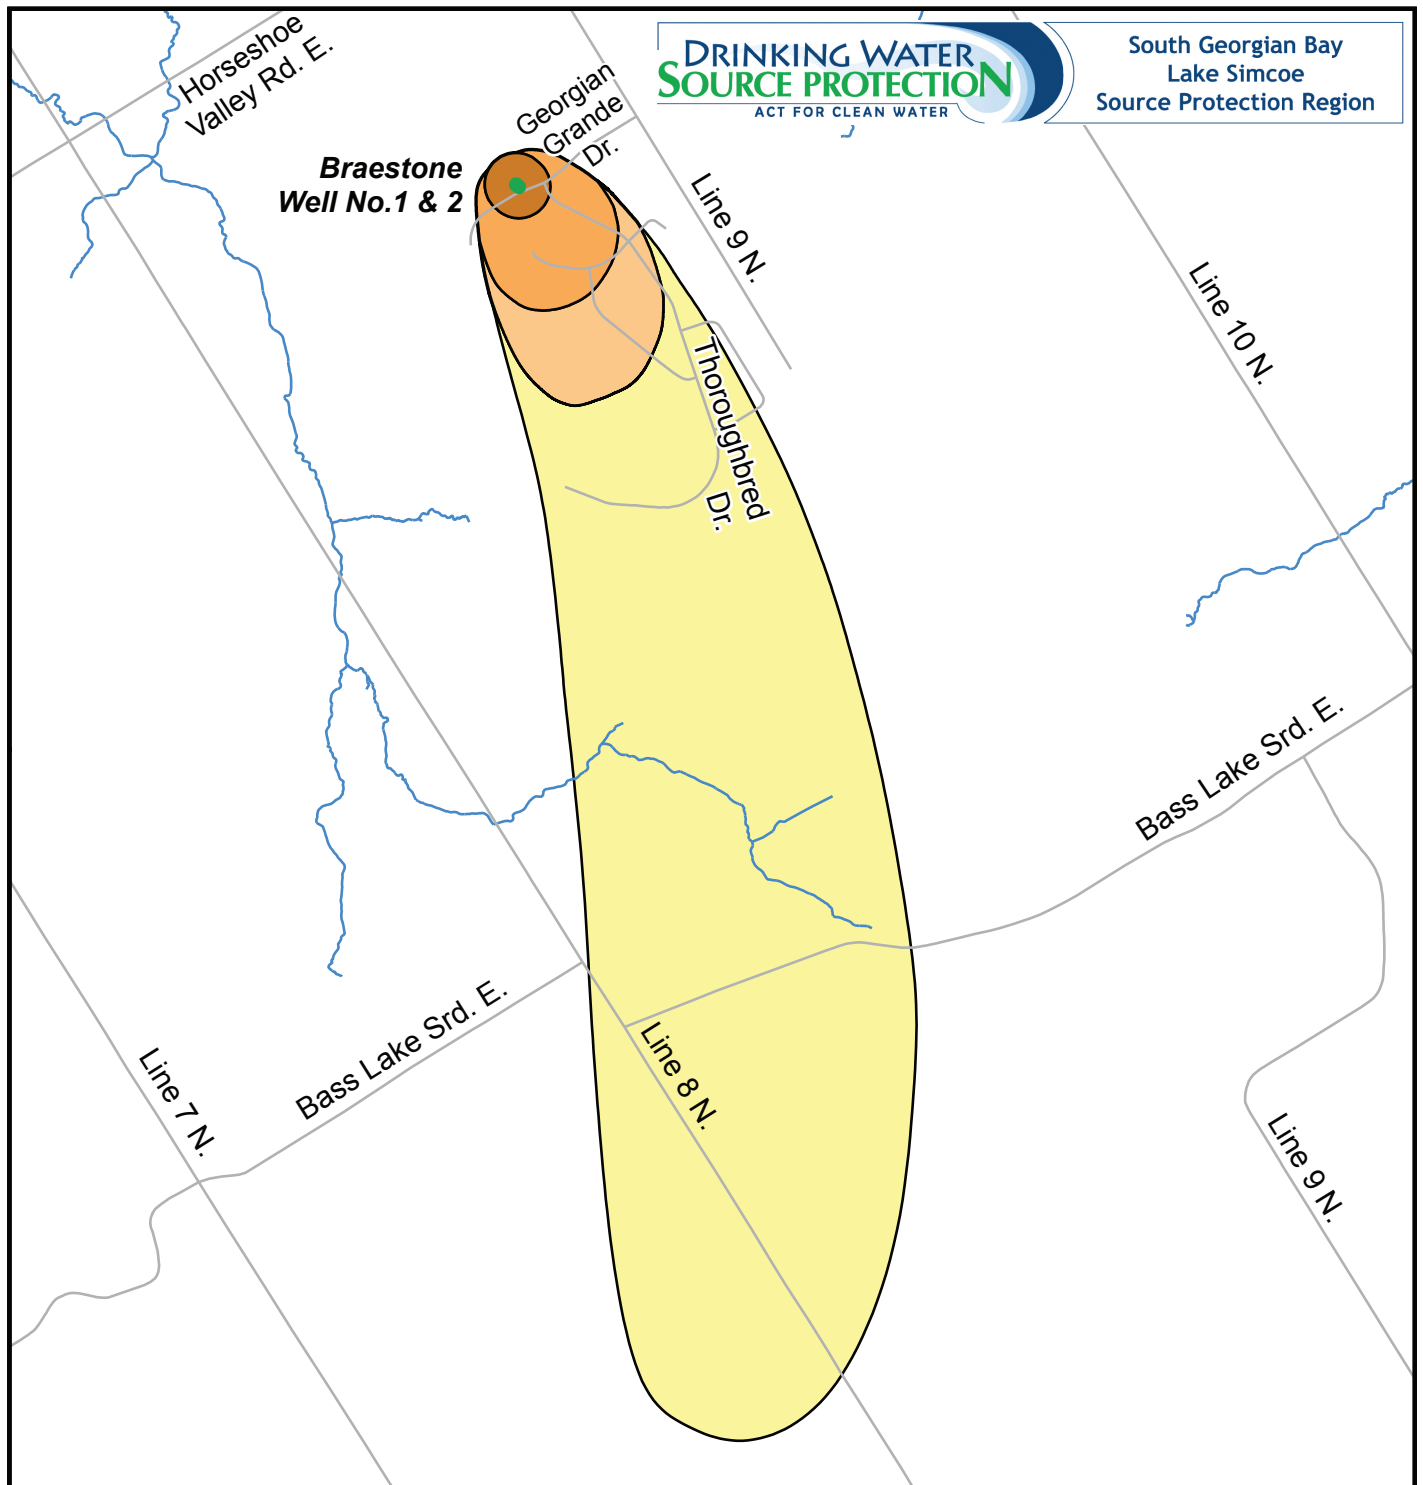 DRINKING WATER
SOURCE PROTECTION
ACT FOR CLEAN WATER
South Georgian Bay
Lake Simcoe
Source Protection Region
Horseshoe
Valley Rd. E.
Georgian
Grande
Dr.
Braestone
Well No.1 & 2
Line 9 N.
Line 10 N.
Thoroughbred
Dr.
Bass Lake Srd. E.
Bass Lake Srd. E.
Line 7 N.
Line 8 N.
Line 9 N.